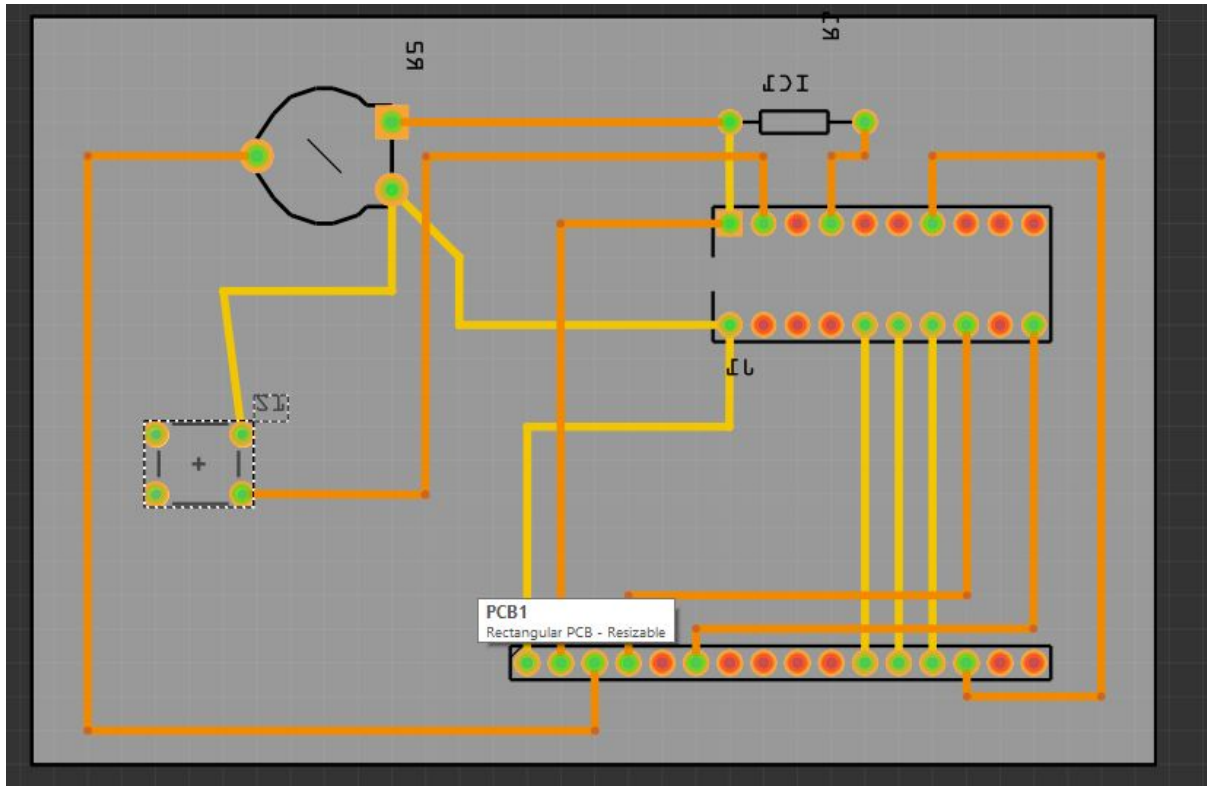 R1
R2
IC1
J1
S1
+
PCB1
Rectangular PCB - Resizable